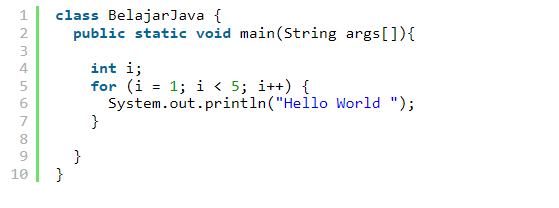 1 class BelajarJava {
2 public static void main(String args[]){
3
4 int i;
5 for (i = 1; i < 5; i++) {
6 System.out.println("Hello World ");
7 }
8
9 }
10 }